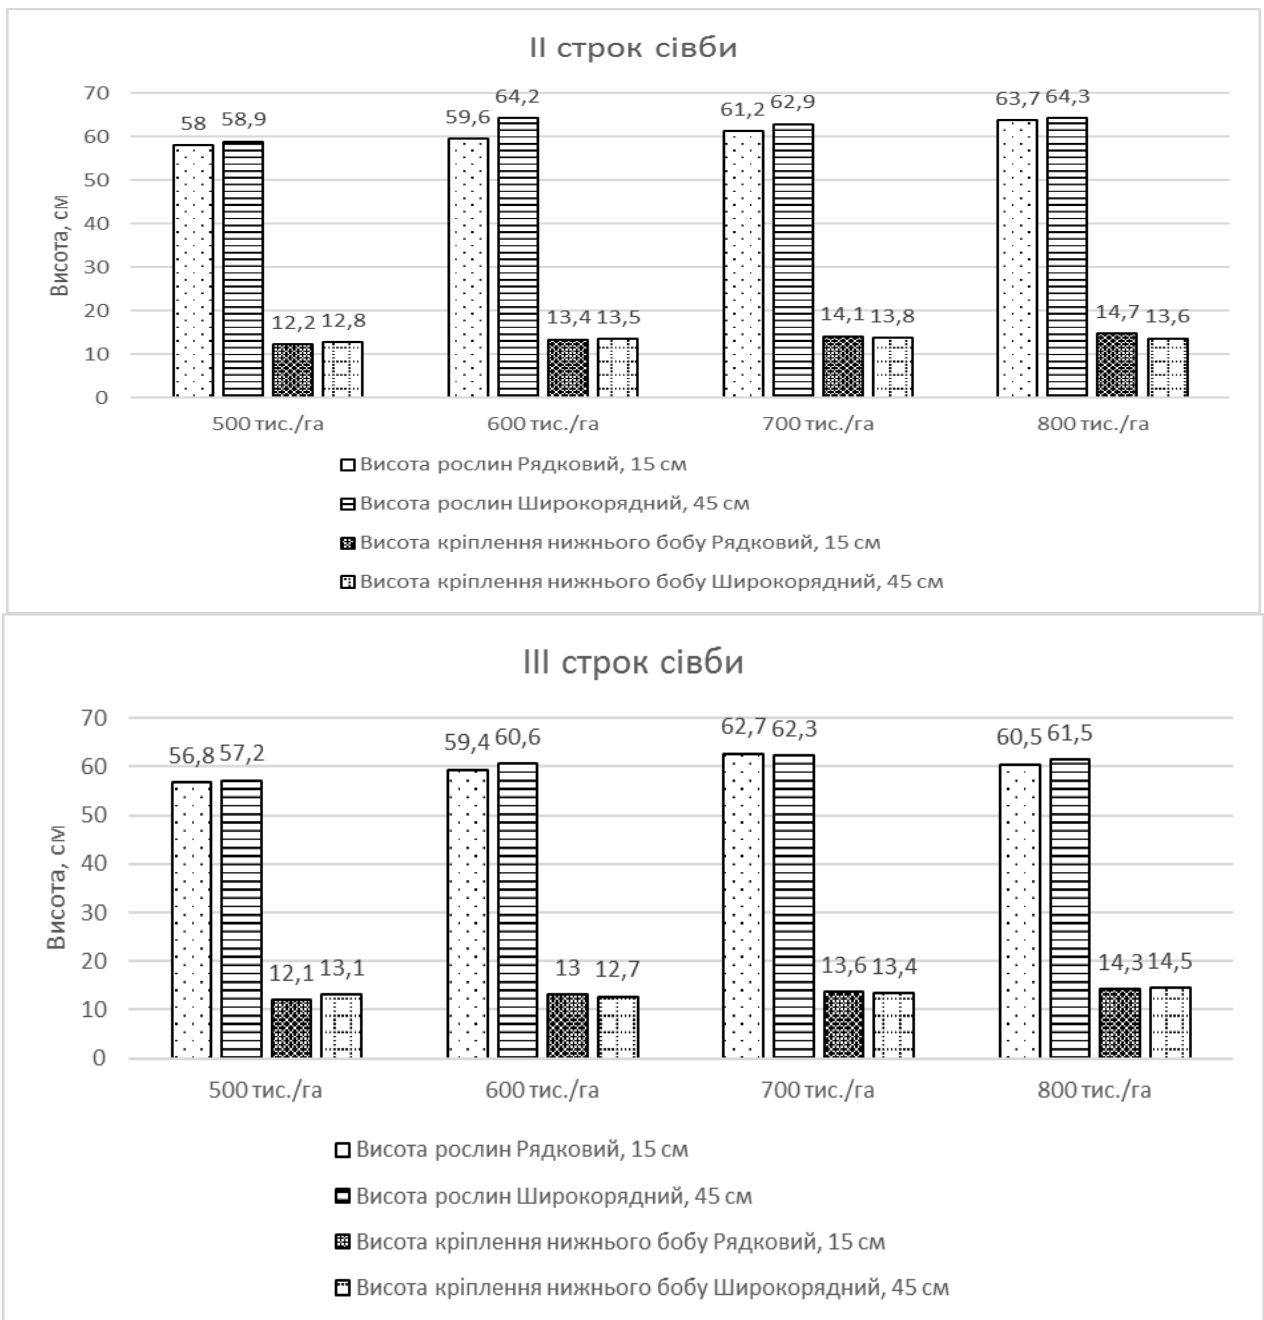 II строк сівби
70
60
50
40
30
20
10
0
Висота, см
58 58,9 12,2 12,8
59,6 64,2 13,4 13,5
61,2 62,9 14,1 13,8
63,7 64,3 14,7 13,6
500 тис./га 600 тис./га 700 тис./га 800 тис./га
Висота рослин Рядковий, 15 см
Висота рослин Широкорядний, 45 см
Висота кріплення нижнього бобу Рядковий, 15 см
Висота кріплення нижнього бобу Широкорядний, 45 см
III строк сівби
70
60
50
40
30
20
10
0
Висота, см
56,8 57,2 12,1 13,1
59,4 60,6 13 12,7
62,7 62,3 13,6 13,4
60,5 61,5 14,3 14,5
500 тис./га 600 тис./га 700 тис./га 800 тис./га
Висота рослин Рядковий, 15 см
Висота рослин Широкорядний, 45 см
Висота кріплення нижнього бобу Рядковий, 15 см
Висота кріплення нижнього бобу Широкорядний, 45 см